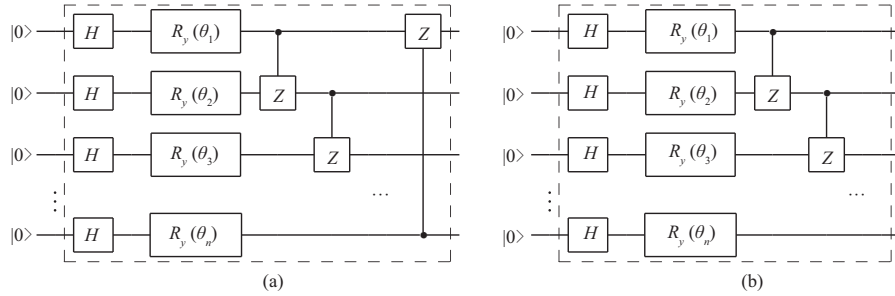 |0> H R_y (θ_1) Z |0> H R_y (θ_1)
|0> H R_y (θ_2) Z |0> H R_y (θ_2) Z
|0> H R_y (θ_3) Z |0> H R_y (θ_3) Z
⋮ ... ⋮ ...
|0> H R_y (θ_n) |0> H R_y (θ_n)
(a) (b)